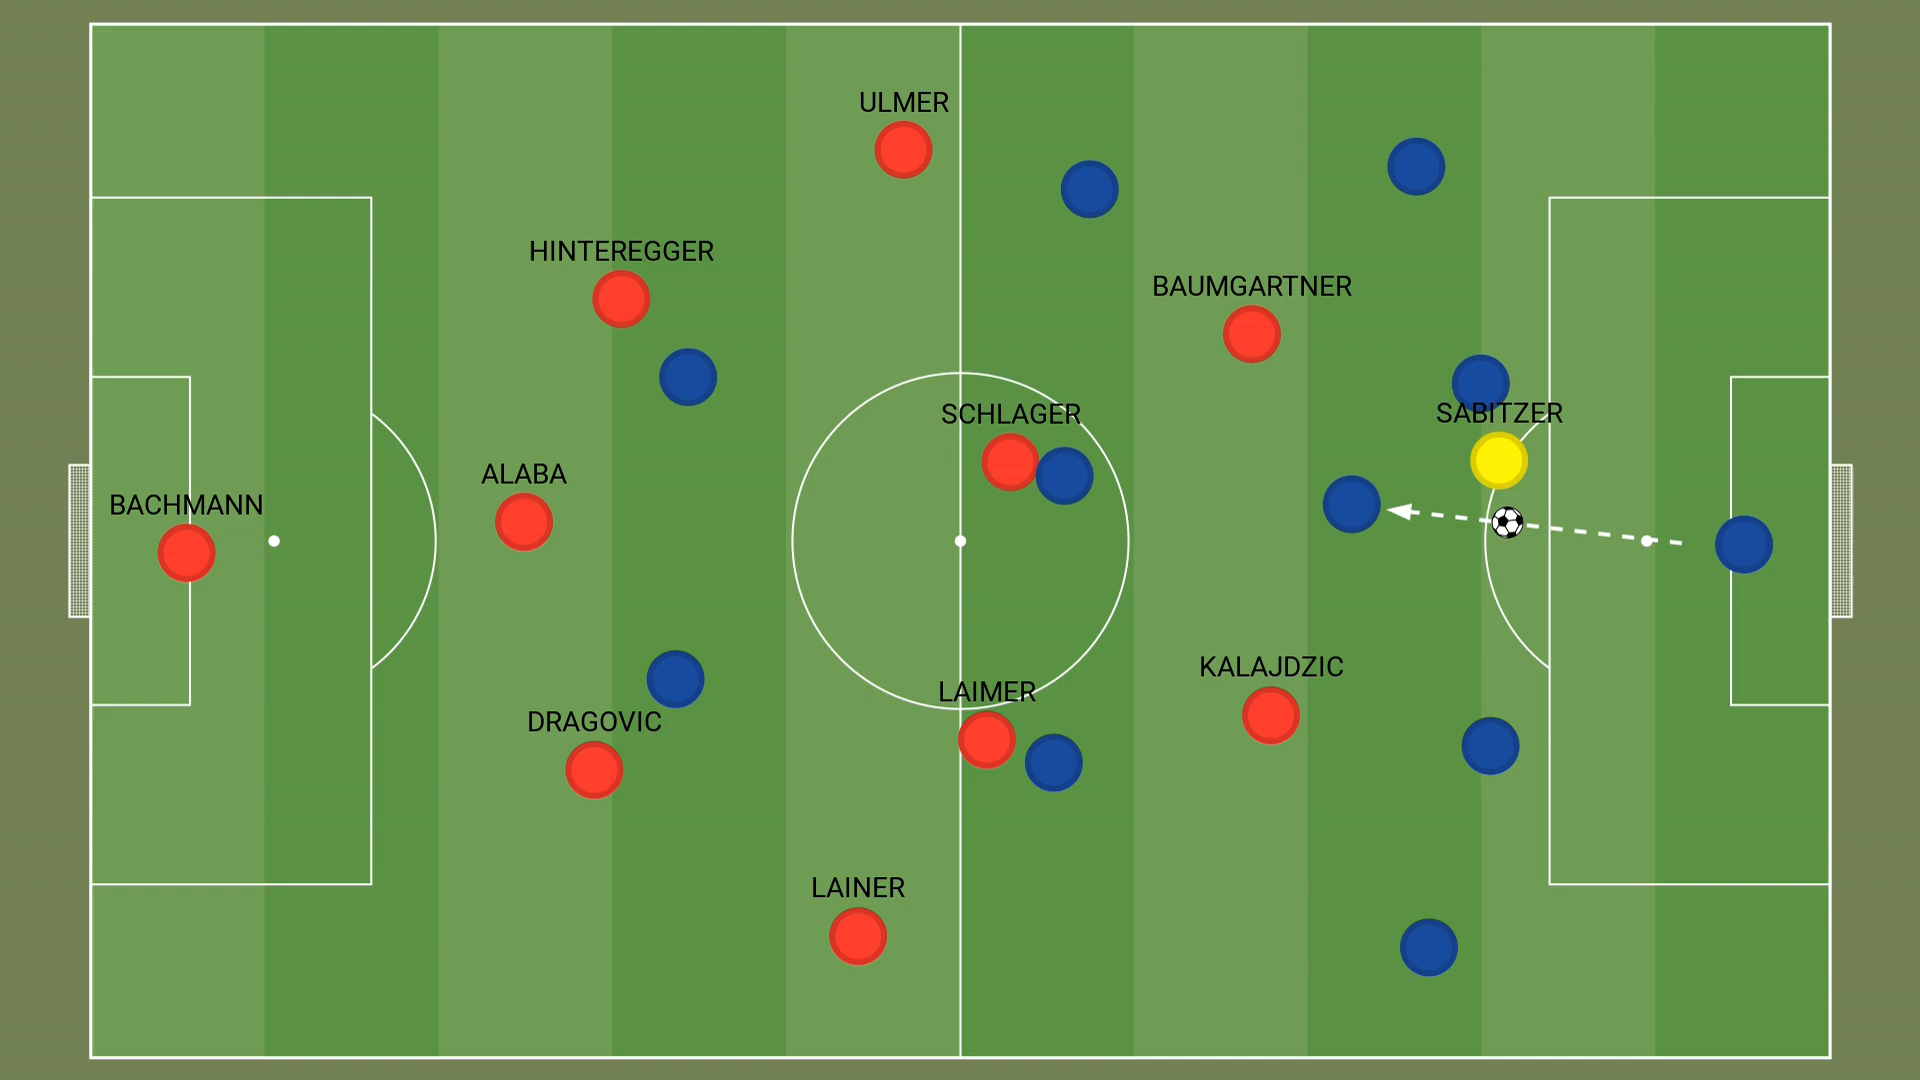 ULMER
HINTEREGGER
BAUMGARTNER
SCHLAGER
SABITZER
ALABA
BACHMANN
KALAJDZIC
LAIMER
DRAGOVIC
LAINER